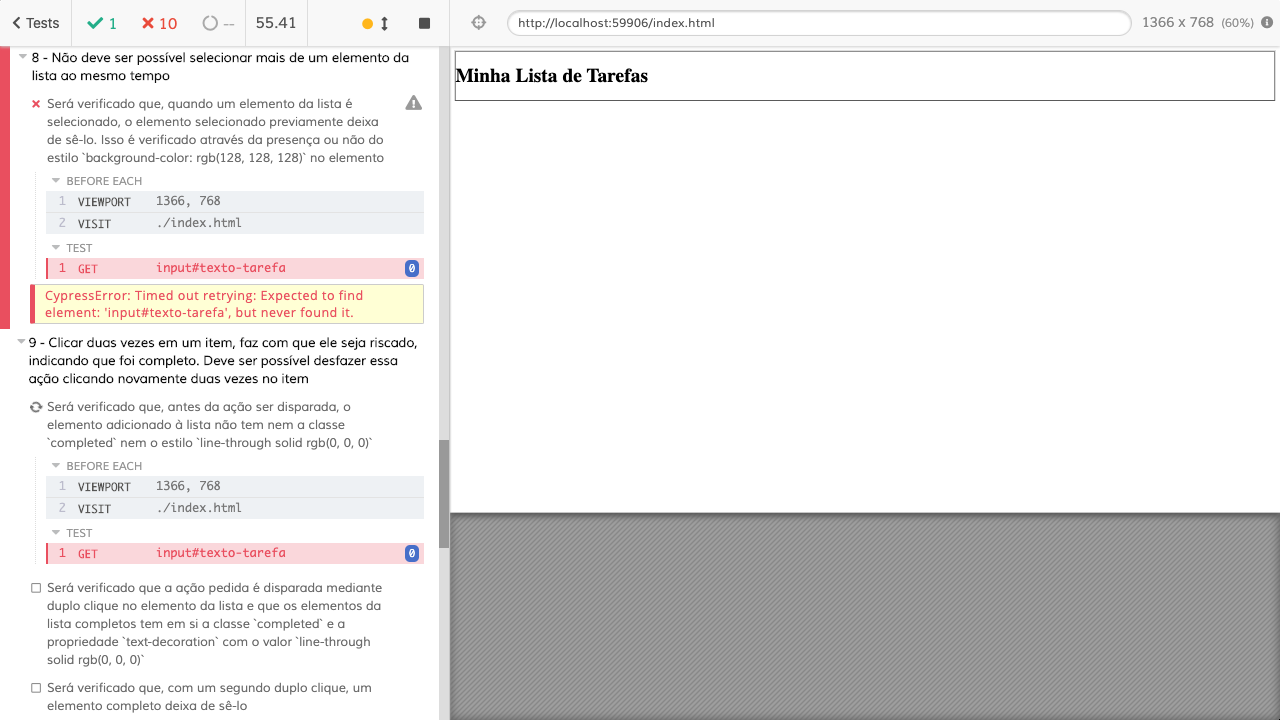 Tests
1
10
--
55.41
http://localhost:59906/index.html
1366 x 768 (60%)
8 - Não deve ser possível selecionar mais de um elemento da
lista ao mesmo tempo
Será verificado que, quando um elemento da lista é
selecionado, o elemento selecionado previamente deixa
de sê-lo. Isso é verificado através da presença ou não do
estilo `background-color: rgb(128, 128, 128)` no elemento
BEFORE EACH
1 VIEWPORT 1366, 768
2 VISIT ./index.html
TEST
1 GET input#texto-tarefa 0
CypressError: Timed out retrying: Expected to find
element: 'input#texto-tarefa', but never found it.
9 - Clicar duas vezes em um item, faz com que ele seja riscado,
indicando que foi completo. Deve ser possível desfazer essa
ação clicando novamente duas vezes no item
Será verificado que, antes da ação ser disparada, o
elemento adicionado à lista não tem nem a classe
`completed` nem o estilo `line-through solid rgb(0, 0, 0)`
BEFORE EACH
1 VIEWPORT 1366, 768
2 VISIT ./index.html
TEST
1 GET input#texto-tarefa 0
Será verificado que a ação pedida é disparada mediante
duplo clique no elemento da lista e que os elementos da
lista completos tem em si a classe `completed` e a
propriedade `text-decoration` com o valor `line-through
solid rgb(0, 0, 0)`
Será verificado que, com um segundo duplo clique, um
elemento completo deixa de sê-lo
Minha Lista de Tarefas